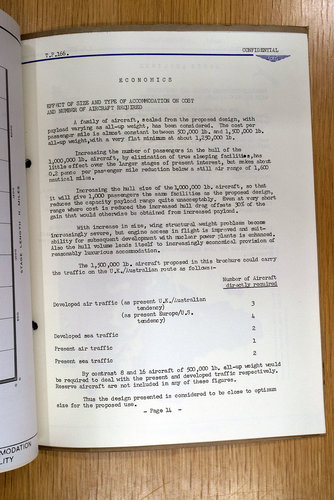 T.P.166.
CONFIDENTIAL
ECONOMICS
EFFECT OF SIZE AND TYPE OF ACCOMMODATION ON COST
AND NUMBER OF AIRCRAFT REQUIRED
A family of aircraft, scaled from the proposed design, with
payload varying as all-up weight, has been considered. The cost per
passenger mile is almost constant between 500,000 lb. and 1,500,000 lb.
all-up weight, with a very flat minimum at about 1,250,000 lb.
Increasing the number of passengers in the hull of the
1,000,000 lb. aircraft, by elimination of true sleeping facilities, has
little effect over the larger stages of present interest, but makes about
0.2 pence per passenger mile reduction below a still air range of 1,600
nautical miles.
Increasing the hull size of the 1,000,000 lb. aircraft, so that
it will give 1,000 passengers the same facilities as the proposed design,
reduces the capacity payload range quite unacceptably. Even at very short
range where cost is reduced the increased hull drag offsets 30% of the
gain that would otherwise be obtained from increased payload.
With increase in size, wing structural weight problems become
increasingly severe, but engine access in flight is improved and suit-
ability for subsequent development with nuclear power plants is enhanced.
Also the hull volume lends itself to increasingly economical provision of
reasonably luxurious accommodation.
The 1,500,000 lb. aircraft proposed in this brochure could carry
the traffic on the U.K./Australian route as follows:-
Number of Aircraft
directly required
Developed air traffic (as present U.K./Australian
tendency) 3
(as present Europe/U.S.
tendency) 4
Developed sea traffic 2
Present air traffic 1
Present sea traffic 2
By contrast 8 and 16 aircraft of 500,000 lb. all-up weight would
be required to deal with the present and developed traffic respectively.
Reserve aircraft are not included in any of these figures.
Thus the design presented is considered to be close to optimum
size for the proposed use.
- Page 14 -
STAGE LENGTH N MILES
MODATION
LITY